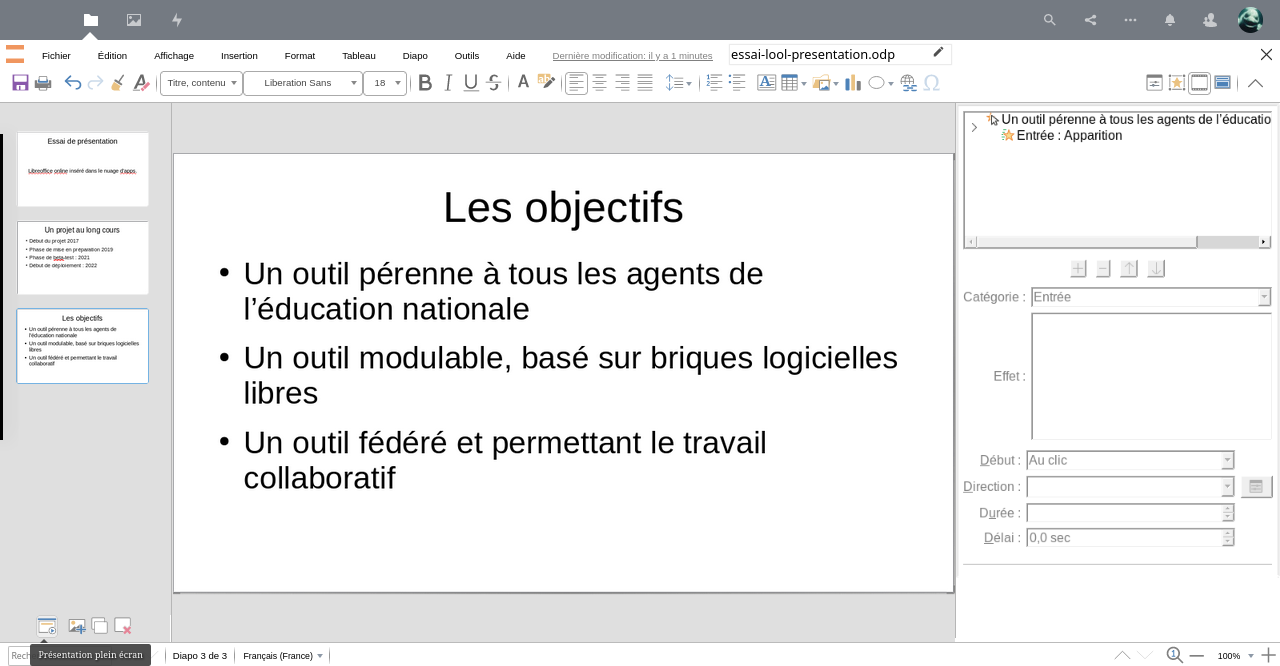 Fichier Édition Affichage Insertion Format Tableau Diapo Outils Aide Dernière modification: il y a 1 minutes essai-lool-presentation.odp
Titre, contenu Liberation Sans 18
Essai de présentation
Libreoffice online inséré dans le nuage d'apps.
Un projet au long cours
• Début du projet 2017
• Phase de mise en préparation 2019
• Phase de beta-test : 2021
• Début de déploiement : 2022
Les objectifs
• Un outil pérenne à tous les agents de
l'éducation nationale
• Un outil modulable, basé sur briques logicielles
libres
• Un outil fédéré et permettant le travail
collaboratif
Les objectifs
• Un outil pérenne à tous les agents de
l’éducation nationale
• Un outil modulable, basé sur briques logicielles
libres
• Un outil fédéré et permettant le travail
collaboratif
Un outil pérenne à tous les agents de l’éducatio
Entrée : Apparition
Catégorie : Entrée
Effet :
Début : Au clic
Direction :
Durée :
Délai : 0,0 sec
Présentation plein écran
Rech
Diapo 3 de 3 Français (France) 100%